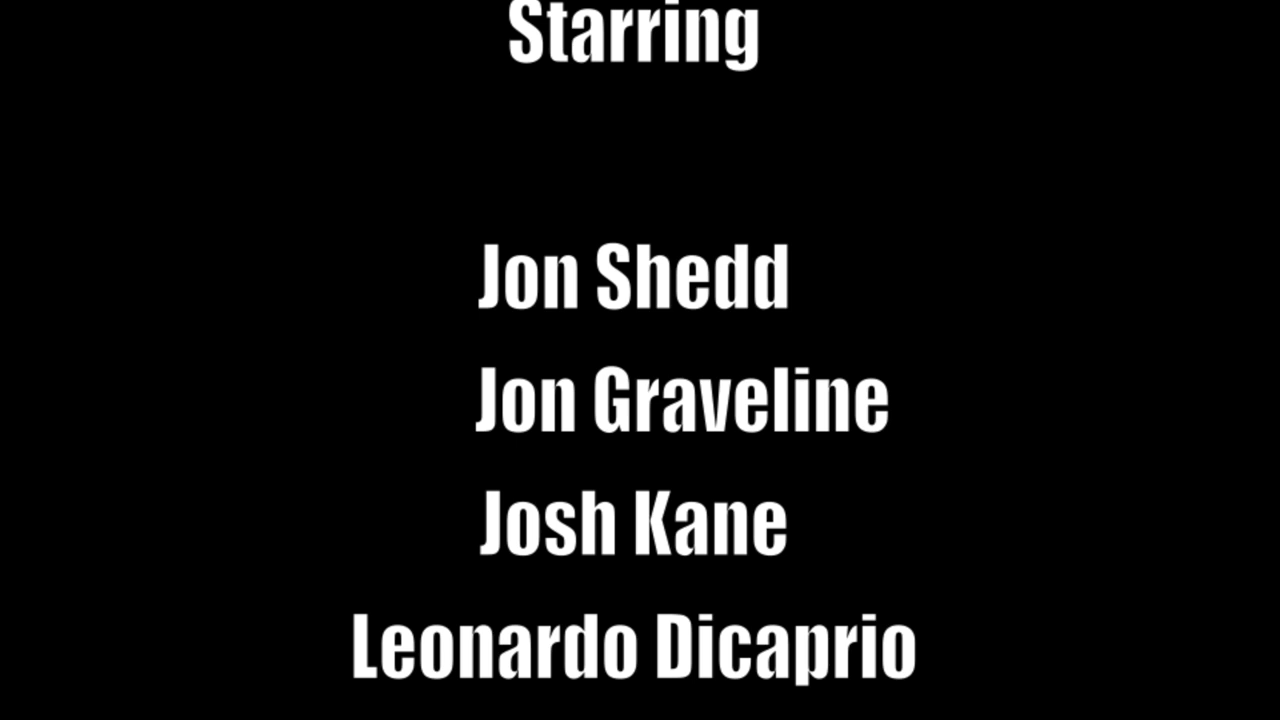 Starring
Jon Shedd
Jon Graveline
Josh Kane
Leonardo Dicaprio